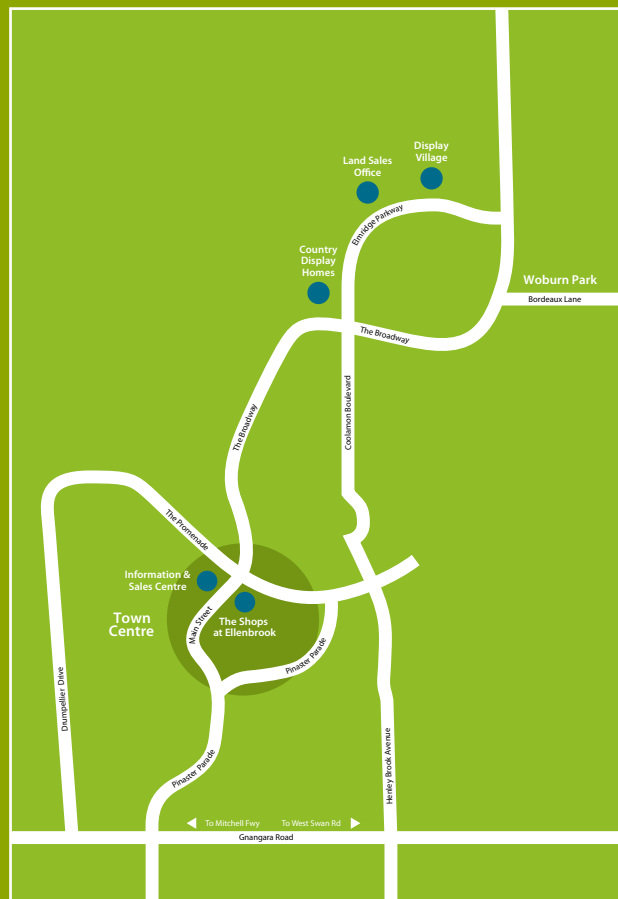 Display
Village
Land Sales
Office
Elmridge Parkway
Country
Display
Homes
Woburn Park
Bordeaux Lane
The Broadway
Coolamon Boulevard
The Broadway
The Promenade
Information &
Sales Centre
Town
Centre
Main Street
The Shops
at Ellenbrook
Pinaster Parade
Drumpellier Drive
Pinaster Parade
Henley Brook Avenue
To Mitchell Fwy
To West Swan Rd
Gnangara Road